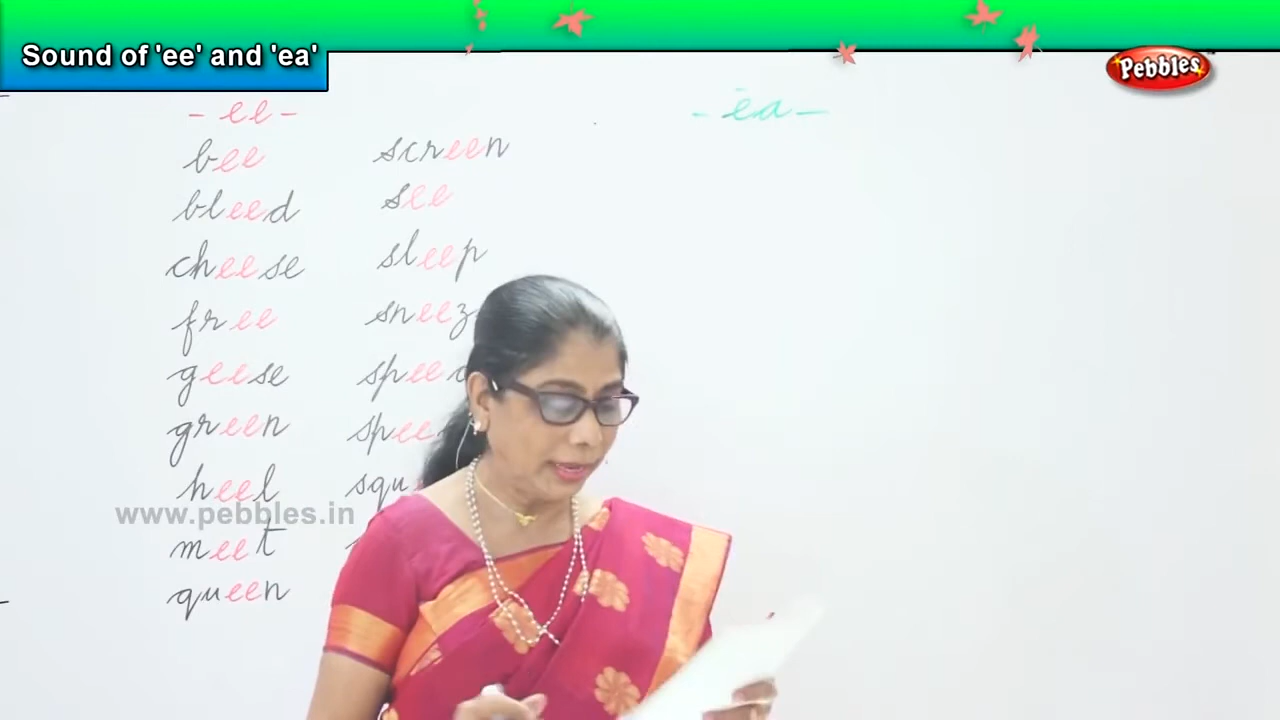 Sound of 'ee' and 'ea'
Pebbles
- ee -
- ea -
bee screen
bleed see
cheese sleep
free
geese
green
heel
www.pebbles.in
meet
queen